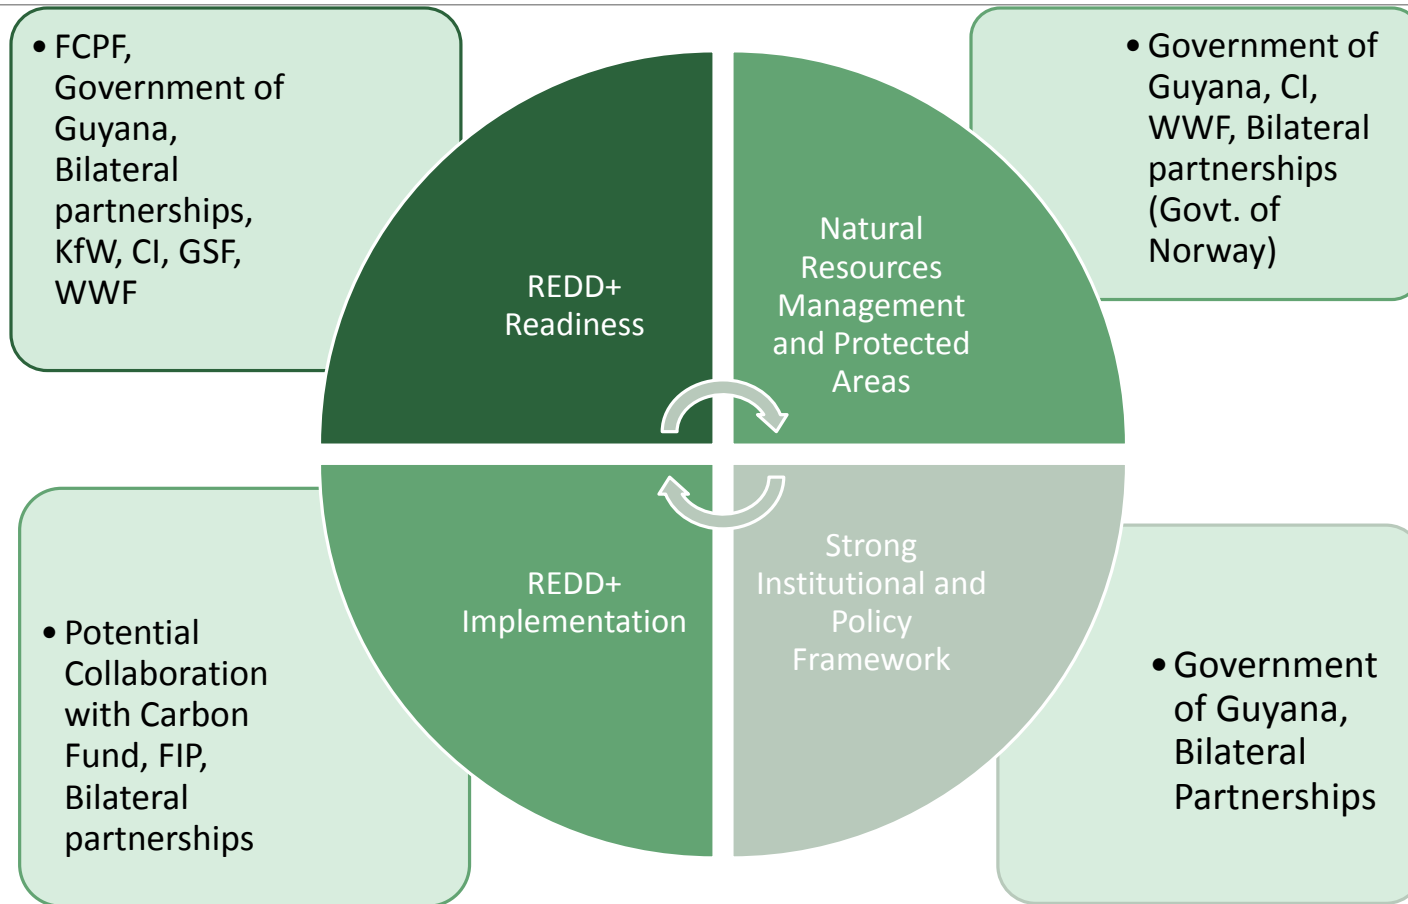 • FCPF,
Government of
Guyana,
Bilateral
partnerships,
KfW, CI, GSF,
WWF
• Government of
Guyana, CI,
WWF, Bilateral
partnerships
(Govt. of
Norway)
REDD+
Readiness
Natural
Resources
Management
and Protected
Areas
REDD+
Implementation
Strong
Institutional and
Policy
Framework
• Potential
Collaboration
with Carbon
Fund, FIP,
Bilateral
partnerships
• Government
of Guyana,
Bilateral
Partnerships